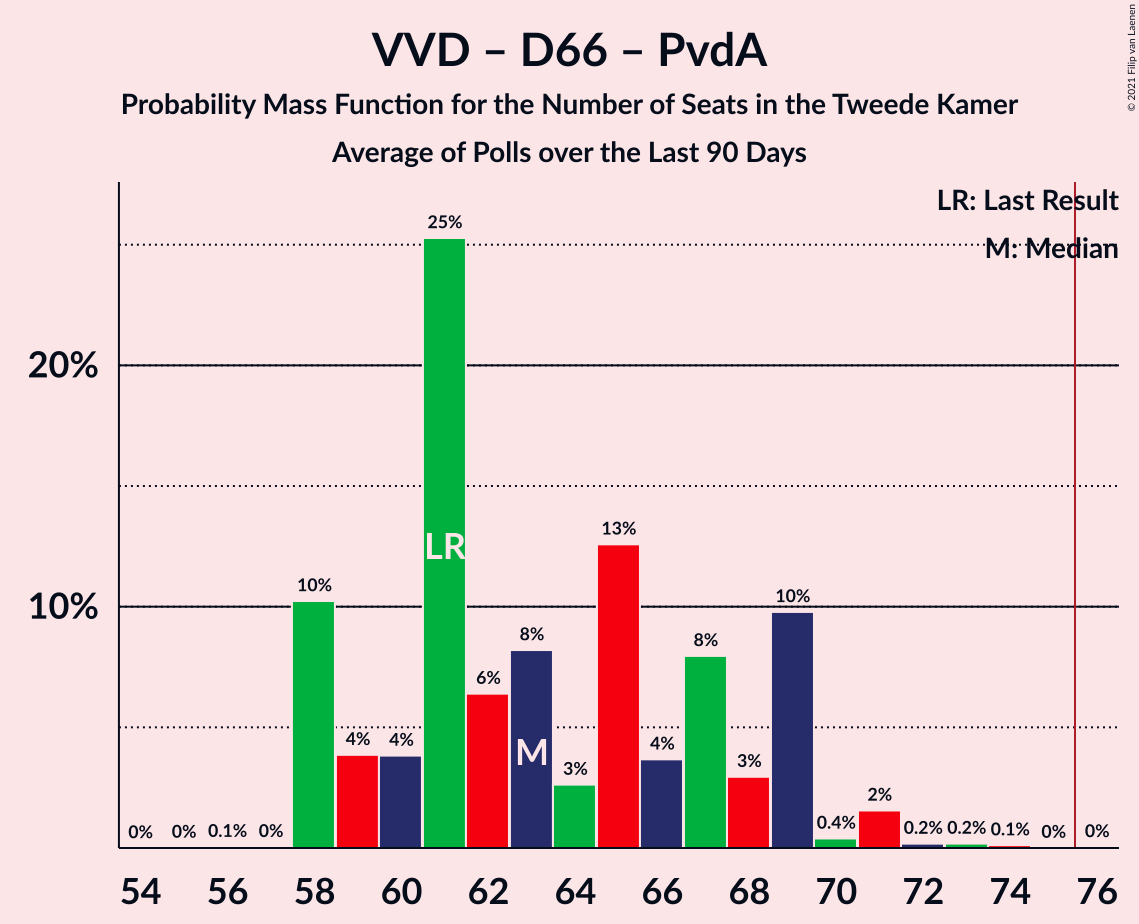 VVD – D66 – PvdA
Probability Mass Function for the Number of Seats in the Tweede Kamer
Average of Polls over the Last 90 Days
© 2021 Filip van Laenen
LR: Last Result
M: Median
20%
10%
0%
0%
0.1%
0%
10%
4%
4%
25%
6%
8%
3%
13%
4%
8%
3%
10%
0.4%
2%
0.2%
0.2%
0.1%
0%
0%
LR
M
54 56 58 60 62 64 66 68 70 72 74 76